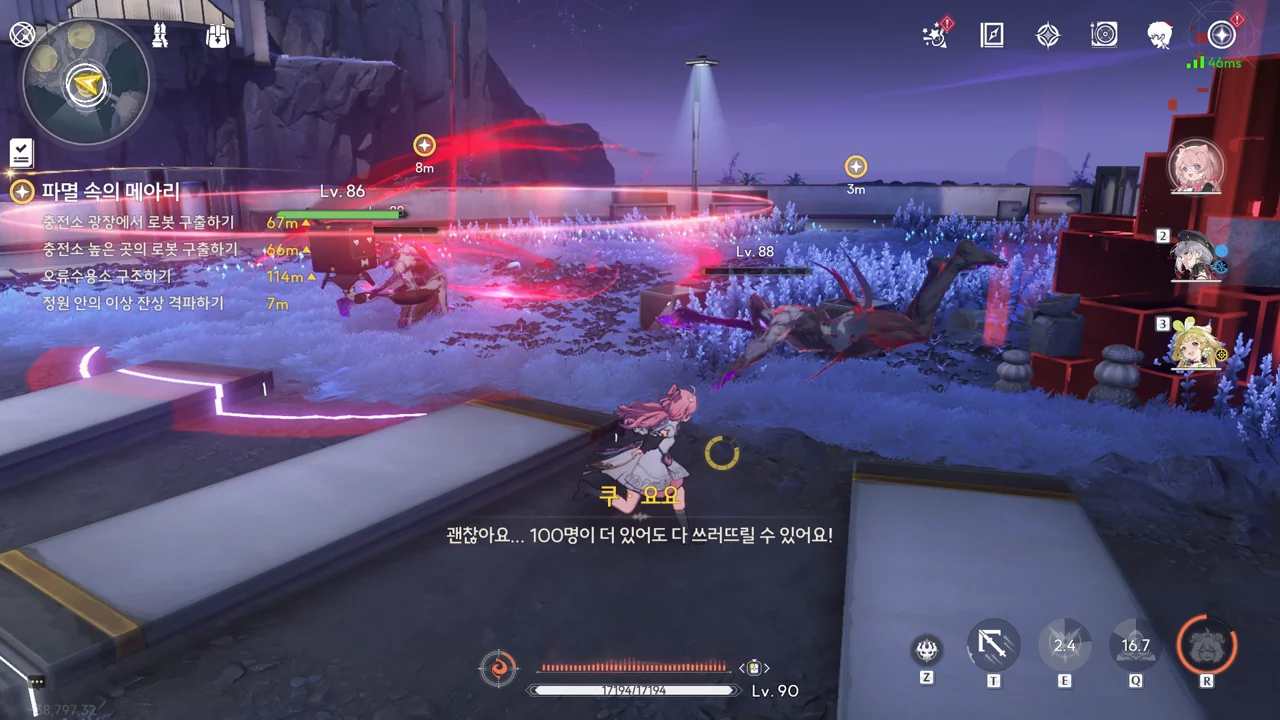 46ms
8m
3m
파멸 속의 메아리
Lv. 86
충전소 광장에서 로봇 구출하기 67m
88
충전소 높은 곳의 로봇 구출하기 66m
Lv. 88
오류수용소 구조하기 114m
정원 안의 이상 잔상 격파하기 7m
2
3
쿠· 요요
괜찮아요... 100명이 더 있어도 다 쓰러뜨릴 수 있어요!
2.4
16.7
Z
T
E
Q
R
17194/17194
Lv. 90